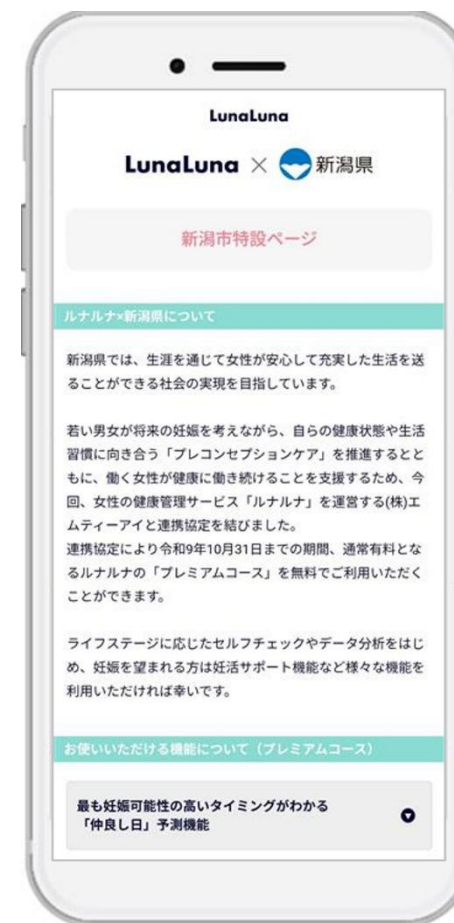 LunaLuna
LunaLuna × 新潟県
新潟市特設ページ
ルナルナ×新潟県について
新潟県では、生涯を通じて女性が安心して充実した生活を送
ることができる社会の実現を目指しています。
若い男女が将来の妊娠を考えながら、自らの健康状態や生活
習慣に向き合う「プレコンセプションケア」を推進するとと
もに、働く女性が健康に働き続けることを支援するため、今
回、女性の健康管理サービス「ルナルナ」を運営する(株)エ
ムティーアイと連携協定を結びました。
連携協定により令和9年10月31日までの期間、通常有料とな
るルナルナの「プレミアムコース」を無料でご利用いただく
ことができます。
ライフステージに応じたセルフチェックやデータ分析をはじ
め、妊娠を望まれる方は妊活サポート機能など様々な機能を
利用いただければ幸いです。
お使いいただける機能について（プレミアムコース）
最も妊娠可能性の高いタイミングがわかる
「仲良し日」予測機能